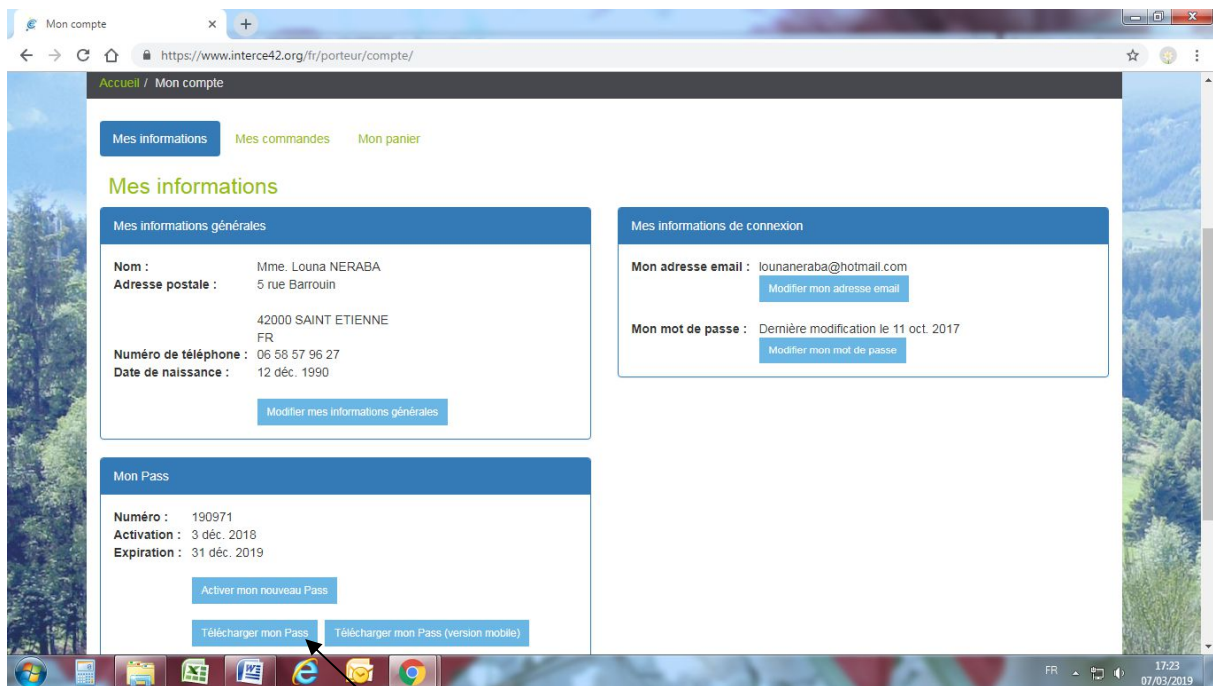 Mon compte
https://www.interce42.org/fr/porteur/compte/
Accueil / Mon compte
Mes informations Mes commandes Mon panier
Mes informations
Mes informations générales
Nom : Mme. Louna NERABA
Adresse postale : 5 rue Barrouin
42000 SAINT ETIENNE
FR
Numéro de téléphone : 06 58 57 96 27
Date de naissance : 12 déc. 1990
Modifier mes informations générales
Mes informations de connexion
Mon adresse email : lounaneraba@hotmail.com
Modifier mon adresse email
Mon mot de passe : Dernière modification le 11 oct. 2017
Modifier mon mot de passe
Mon Pass
Numéro : 190971
Activation : 3 déc. 2018
Expiration : 31 déc. 2019
Activer mon nouveau Pass
Télécharger mon Pass Télécharger mon Pass (version mobile)
FR 17:23
07/03/2019